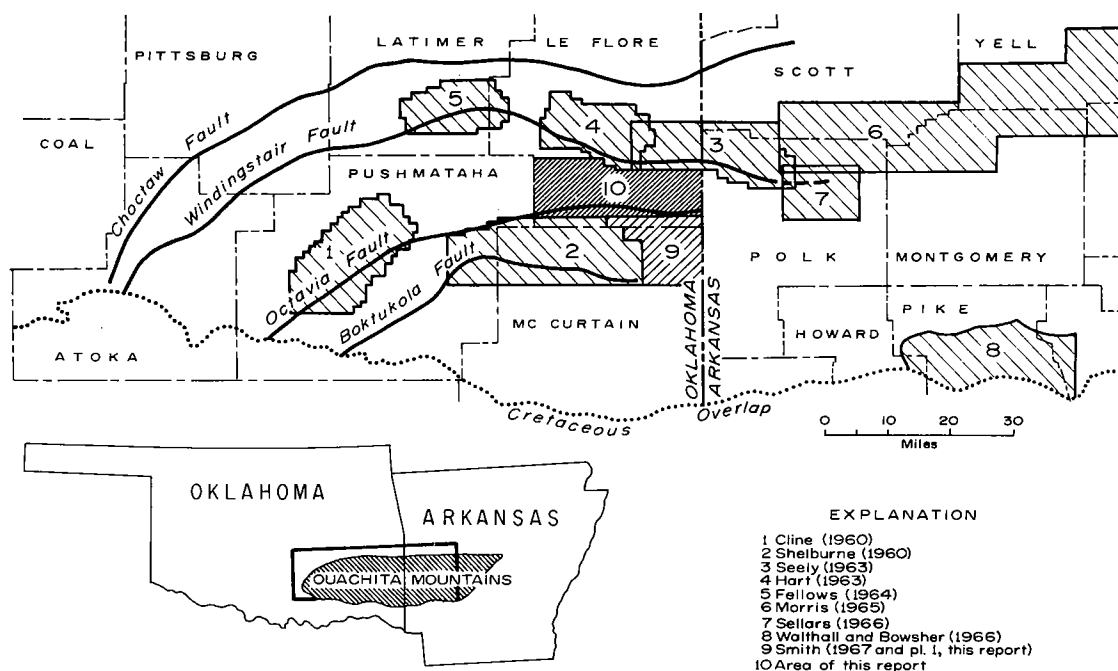 PITTSBURG
LATIMER
LE FLORE
YELL
SCOTT
COAL
5
4
3
6
Choctaw Fault
Windingstair Fault
PUSHMATAHA
10
7
1
Octavia Fault
2
9
Boktukola Fault
POLK
MONTGOMERY
PIKE
HOWARD
MC CURTAIN
OKLAHOMA
ARKANSAS
8
ATOKA
Cretaceous Overlap
0 10 20 30
Miles
OKLAHOMA
ARKANSAS
OUACHITA MOUNTAINS
EXPLANATION
1 Cline (1960)
2 Shelburne (1960)
3 Seely (1963)
4 Hart (1963)
5 Fellows (1964)
6 Morris (1965)
7 Sellars (1966)
8 Walthall and Bowsher (1966)
9 Smith (1967 and pl. 1, this report)
10 Area of this report